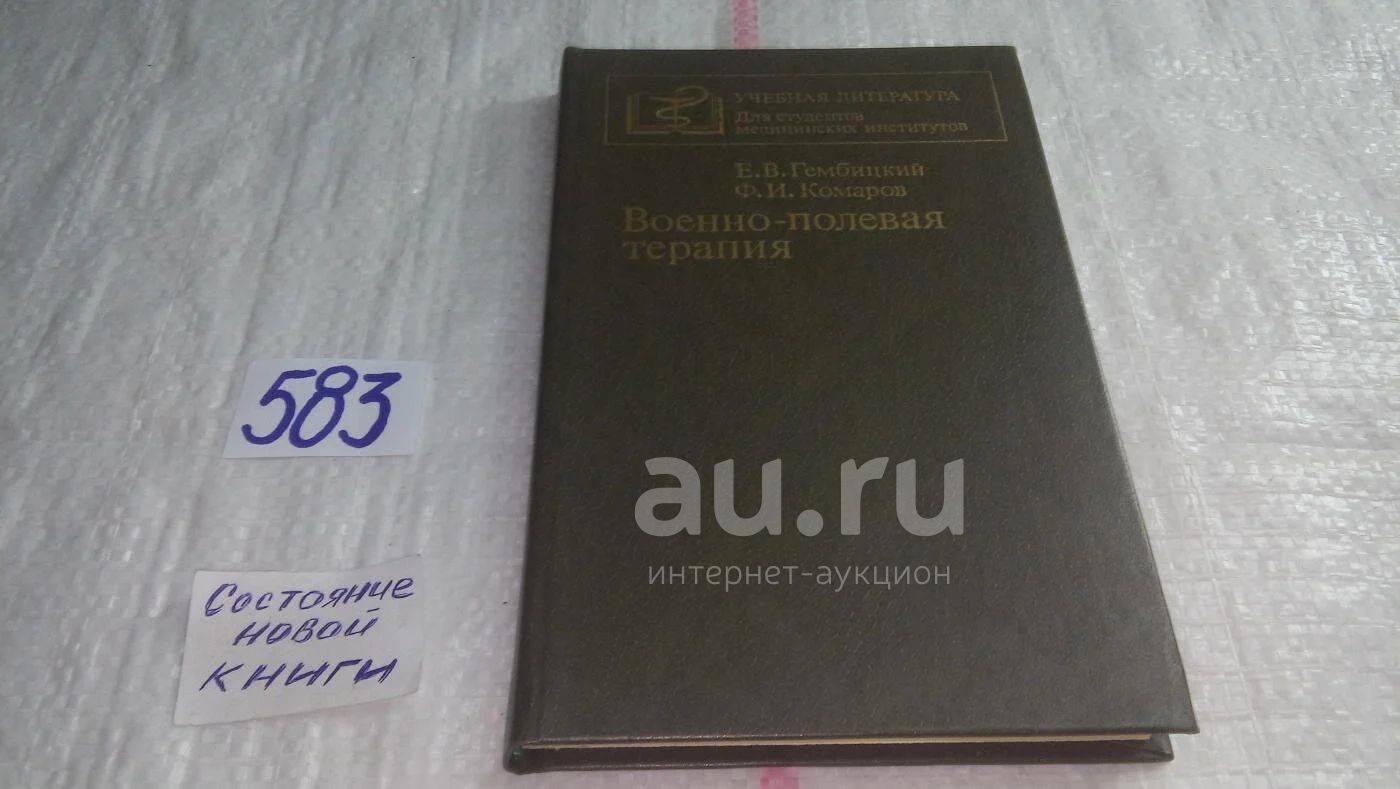 УЧЕБНАЯ ЛИТЕРАТУРА
Для студентов
медицинских институтов
Е.В.Гембицкий
Ф.И.Комаров
Военно-полевая
терапия
583
au.ru
интернет-аукцион
Состояние
новой
книги